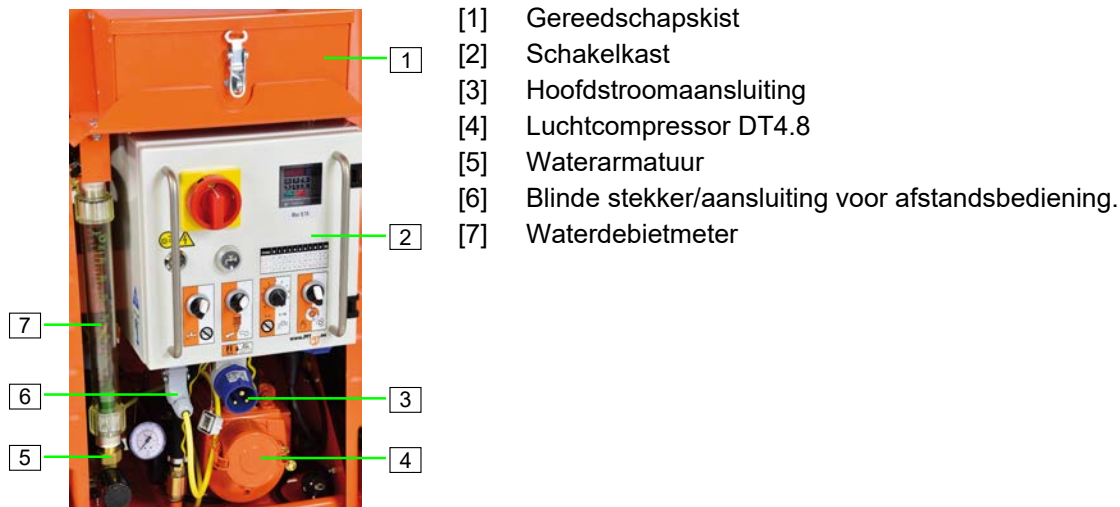 [1] Gereedschapskist
[2] Schakelkast
[3] Hoofdstroomaansluiting
[4] Luchtcompressor DT4.8
[5] Waterarmatuur
[6] Blinde stekker/aansluiting voor afstandsbediening.
[7] Waterdebietmeter
1
2
7
6
3
5
4